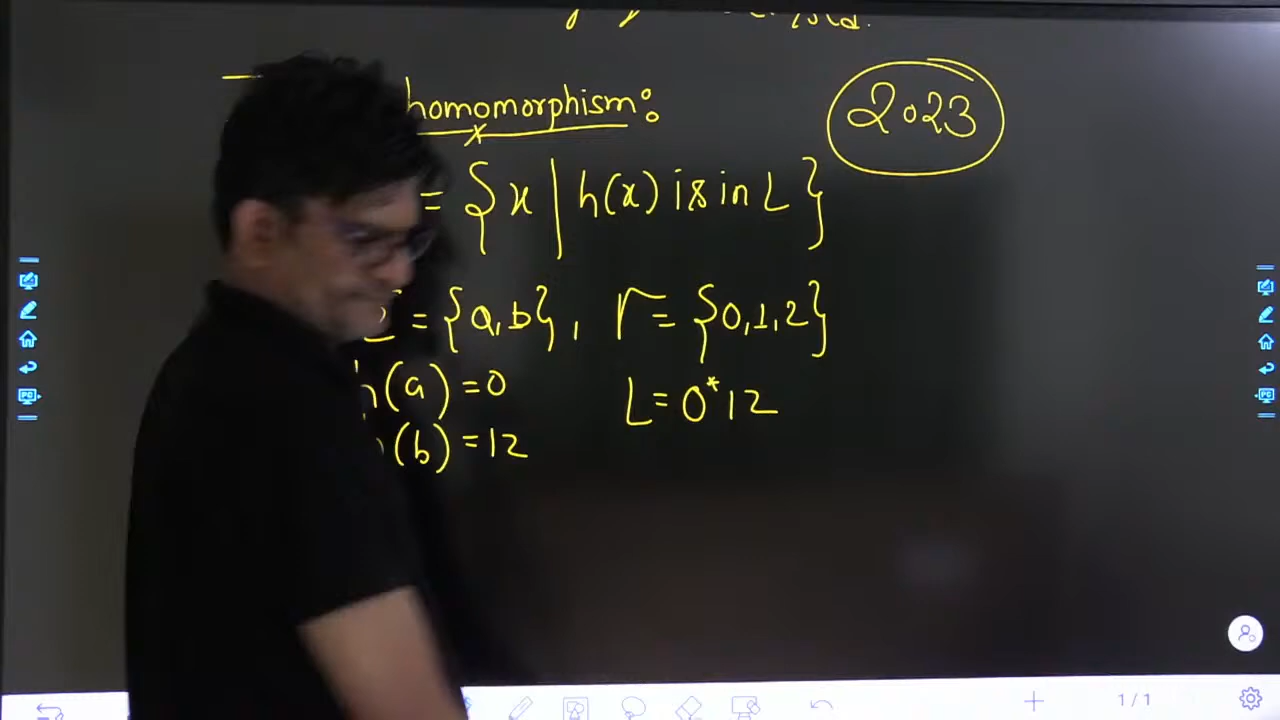 homomorphism:
2023
= {x | h(x) is in L}
= {a,b}, Γ = {0,1,2}
h(a) = 0
L = 0*12
(b) = 12
1/1